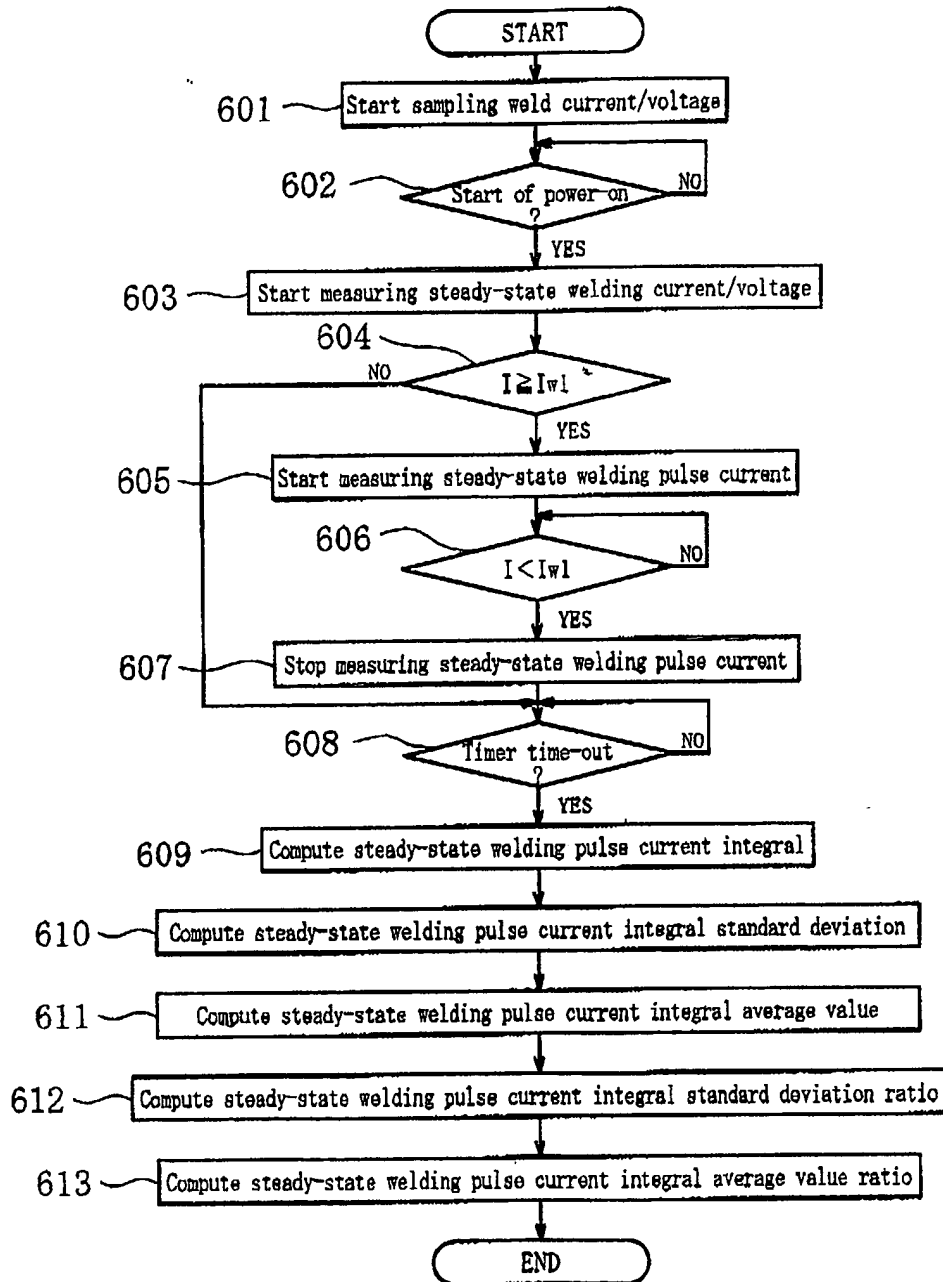 START
601
Start sampling weld current/voltage
602
Start of power-on
?
NO
YES
603
Start measuring steady-state welding current/voltage
604
NO
I≧Iw1
YES
605
Start measuring steady-state welding pulse current
606
I<Iw1
NO
YES
607
Stop measuring steady-state welding pulse current
608
Timer time-out
?
NO
YES
609
Compute steady-state welding pulse current integral
610
Compute steady-state welding pulse current integral standard deviation
611
Compute steady-state welding pulse current integral average value
612
Compute steady-state welding pulse current integral standard deviation ratio
613
Compute steady-state welding pulse current integral average value ratio
END